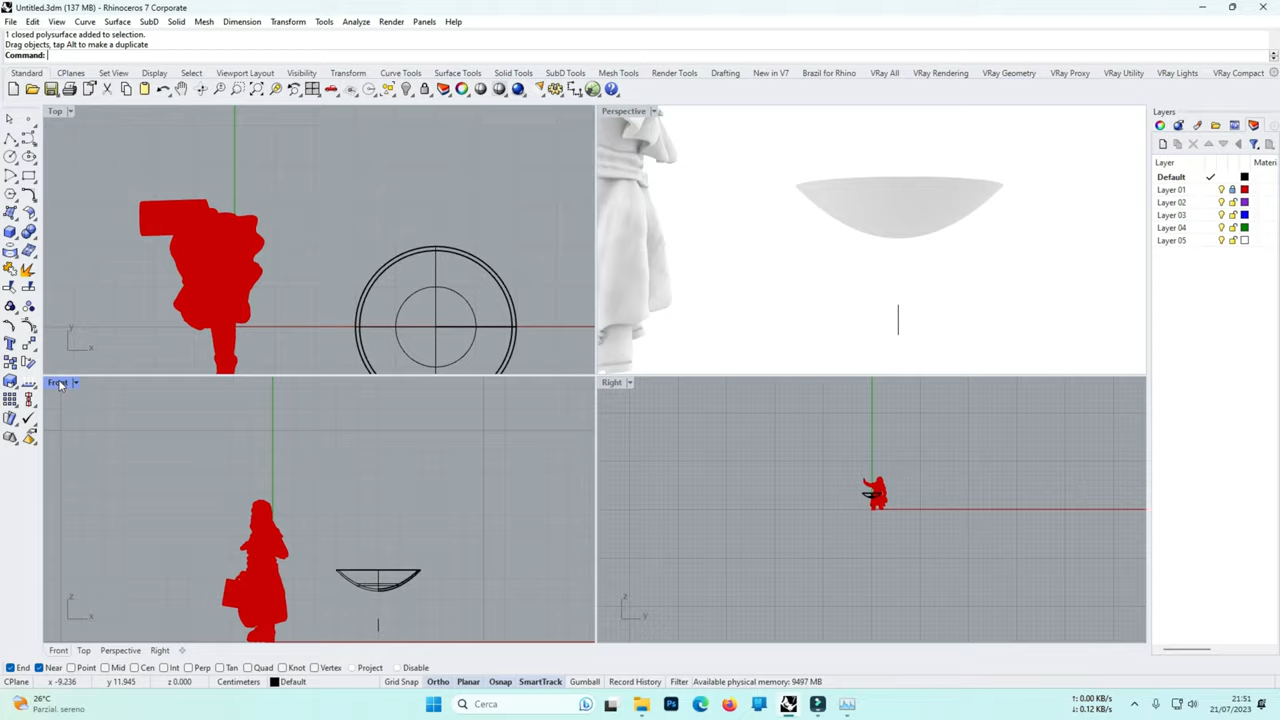 Untitled.3dm (137 MB) - Rhinoceros 7 Corporate
File Edit View Curve Surface SubD Solid Mesh Dimension Transform Tools Analyze Render Panels Help
1 closed polysurface added to selection.
Drag objects, tap Alt to make a duplicate
Command:
Standard CPlanes Set View Display Select Viewport Layout Visibility Transform Curve Tools Surface Tools Solid Tools SubD Tools Mesh Tools Render Tools Drafting New in V7 Brazil for Rhino VRay All VRay Rendering VRay Geometry VRay Proxy VRay Utility VRay Lights VRay Compact
Top
Perspective
Layers
Layer Materi
Default
Layer 01
Layer 02
Layer 03
Layer 04
Layer 05
y
x
Front
Right
z
x
z
y
Front Top Perspective Right
End Near Point Mid Cen Int Perp Tan Quad Knot Vertex Project Disable
CPlane x -9.236 y 11.945 z 0.000 Centimeters Default Grid Snap Ortho Planar Osnap SmartTrack Gumball Record History Filter Available physical memory: 9497 MB
26°C
Parzial. sereno
Cerca
↑: 0.00 KB/s
↓: 0.12 KB/s
21:51
21/07/2023